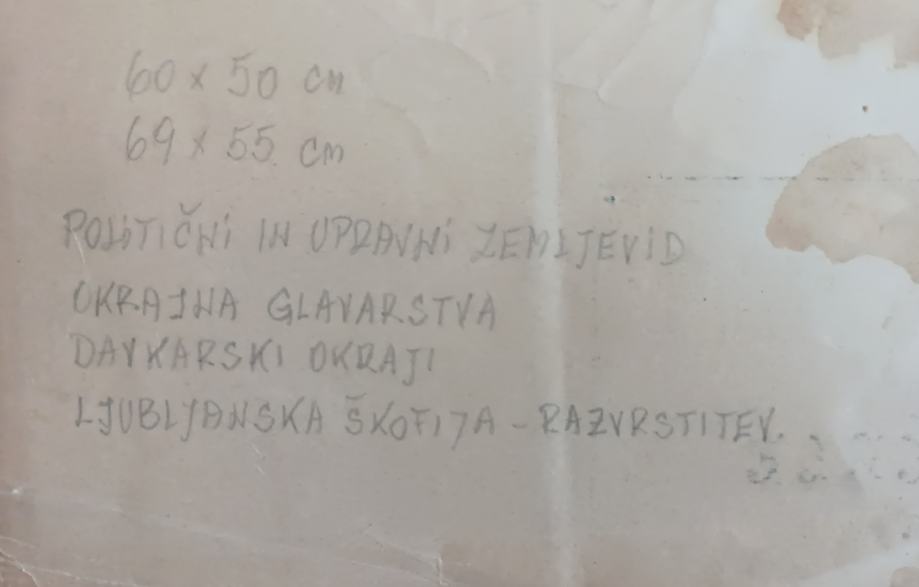 60 x 50 cm
69 x 55 cm
POLITIČNI IN UPRAVNI ZEMLJEVID
OKRAJNA GLAVARSTVA
DAVKARSKI OKRAJI
LJUBLJANSKA ŠKOFIJA - RAZVRSTITEV.